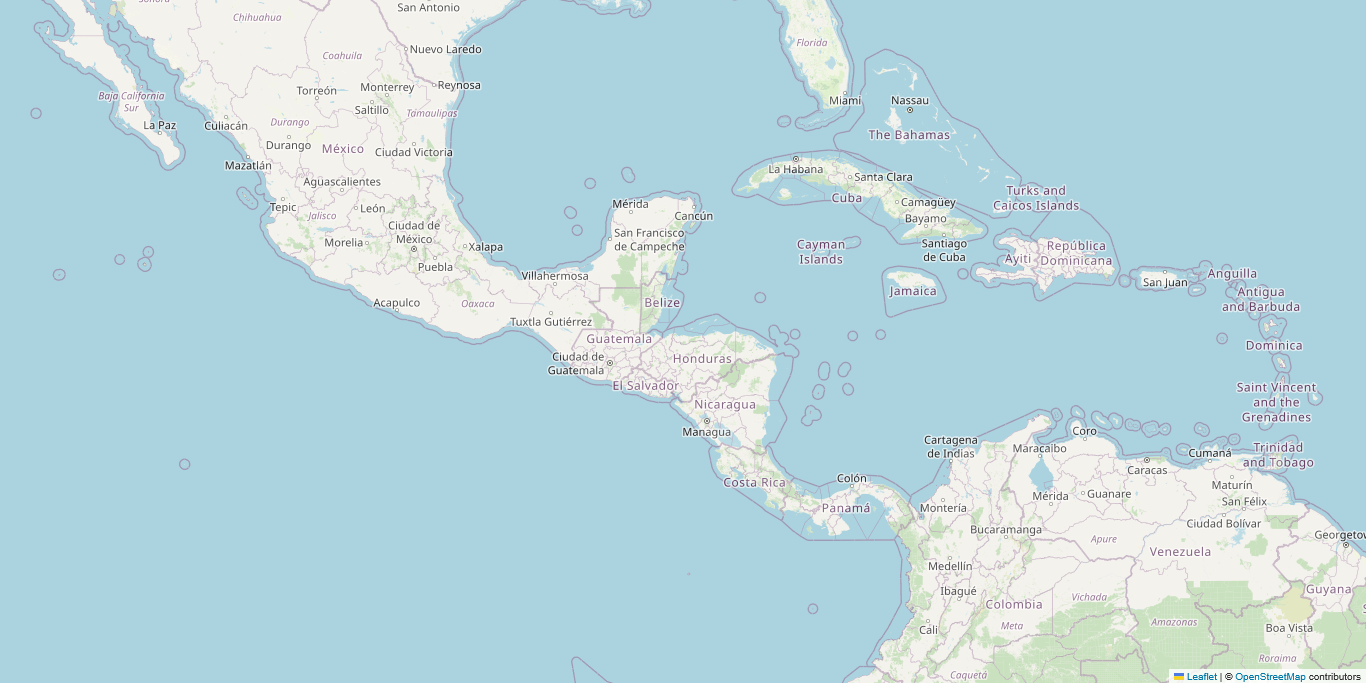 Sonora
Chihuahua
San Antonio
Coahuila
Nuevo Laredo
Florida
Baja California
Sur
Torreón
Monterrey
Reynosa
Saltillo
Tamaulipas
Miami
Nassau
La Paz
Culiacán
Durango
The Bahamas
Durango
México
Ciudad Victoria
Mazatlán
La Habana
Santa Clara
Aguascalientes
Turks and
Caicos Islands
Cuba
Camagüey
Tepic
León
Jalisco
Mérida
Cancún
Bayamo
Ciudad de
México
Morelia
Xalapa
San Francisco
de Campeche
Cayman
Islands
Santiago
de Cuba
Ayiti
República
Dominicana
Puebla
Villahermosa
San Juan
Anguilla
Jamaica
Antigua
and Barbuda
Acapulco
Oaxaca
Belize
Tuxtla Gutiérrez
Guatemala
Dominica
Ciudad de
Guatemala
Honduras
El Salvador
Saint Vincent
and the
Grenadines
Nicaragua
Managua
Cartagena
de Indias
Coro
Maracaibo
Cumaná
Trinidad
and Tobago
Caracas
Costa Rica
Colón
Maturín
Mérida
Guanare
San Félix
Panamá
Montería
Ciudad Bolívar
Bucaramanga
Apure
Georgetow
Venezuela
Medellín
Ibagué
Vichada
Guyana
Colombia
Meta
Amazonas
Cali
Boa Vista
Roraima
Caquetá
Leaflet | © OpenStreetMap contributors